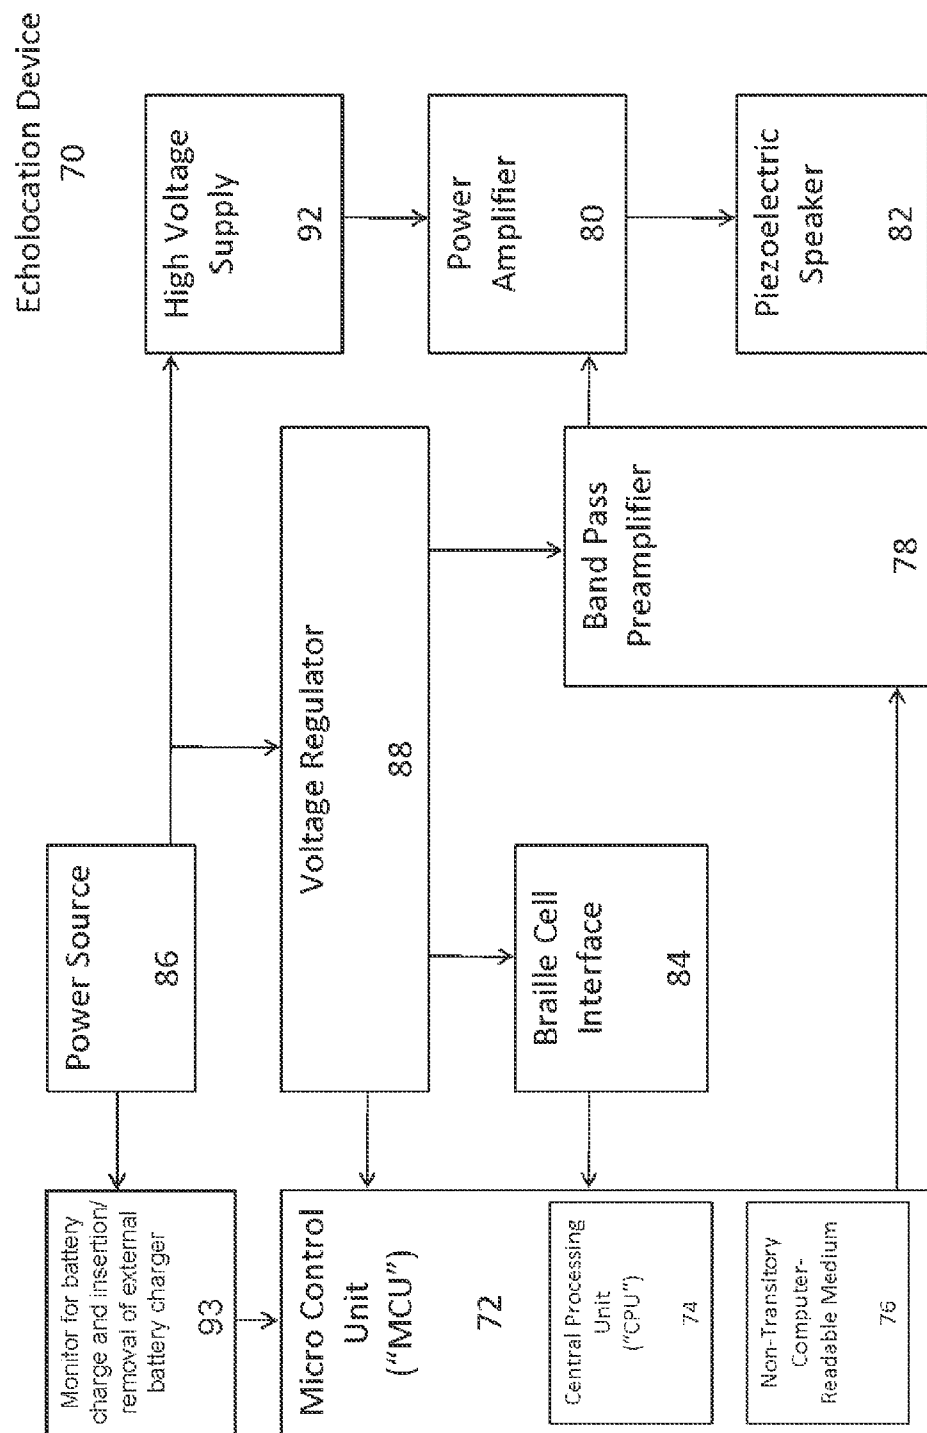 Echolocation Device
70
Monitor for battery
charge and insertion/
removal of external
battery charger
93
Power Source
86
High Voltage
Supply
92
Micro Control
Unit
("MCU")
72
Central Processing
Unit
("CPU")
74
Non-Transitory
Computer-
Readable Medium
76
Voltage Regulator
88
Braille Cell
Interface
84
Band Pass
Preamplifier
78
Power
Amplifier
80
Piezoelectric
Speaker
82